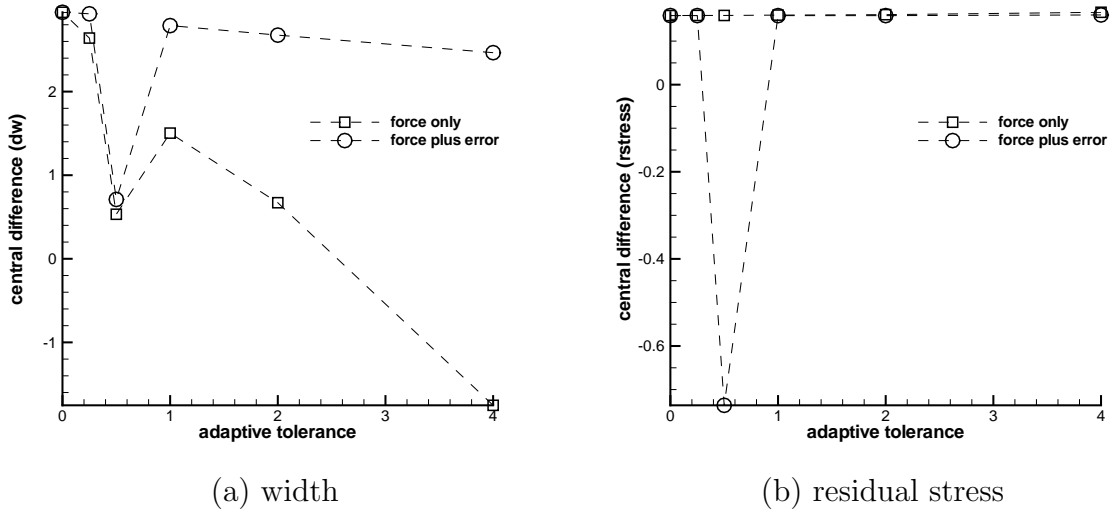 central difference (dw)
2
1
0
-1
force only
force plus error
0
1
2
3
4
adaptive tolerance
(a) width
central difference (rstress)
0
-0.2
-0.4
-0.6
force only
force plus error
0
1
2
3
4
adaptive tolerance
(b) residual stress